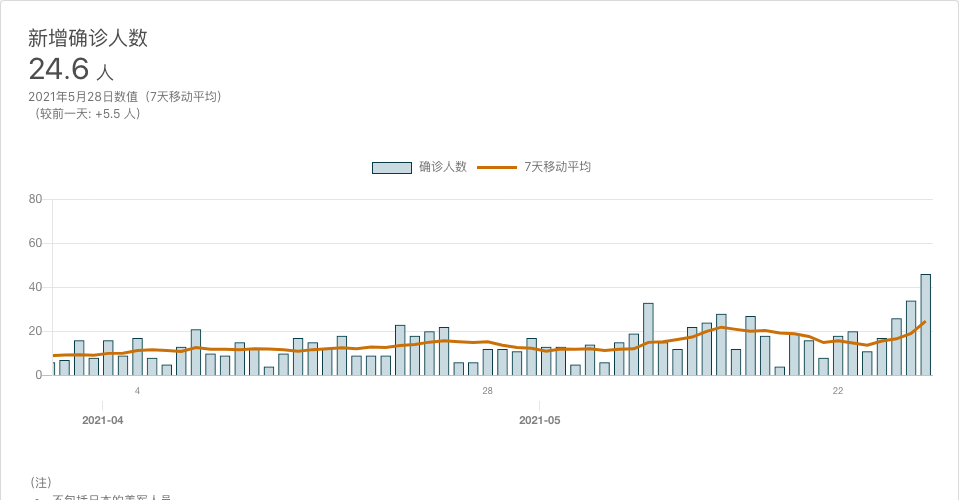 新增确诊人数
24.6 人
2021年5月28日数值（7天移动平均）
（较前一天: +5.5 人）
确诊人数 7天移动平均
80
60
40
20
0
4 28 22
2021-04 2021-05
（注）